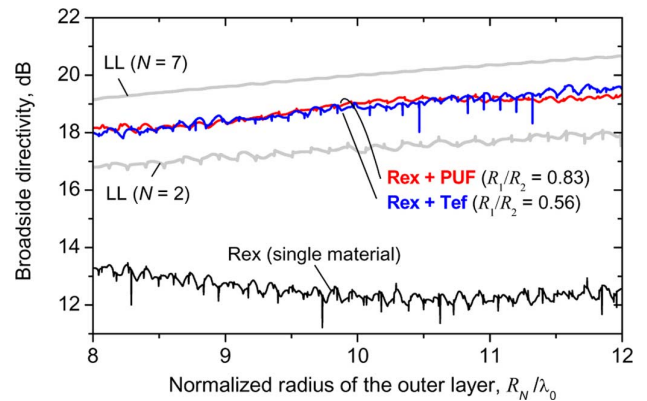 22
20
18
16
14
12
Broadside directivity, dB
LL (N = 7)
LL (N = 2)
Rex + PUF (R₁/R₂ = 0.83)
Rex + Tef (R₁/R₂ = 0.56)
Rex (single material)
8
9
10
11
12
Normalized radius of the outer layer, R_N/λ₀